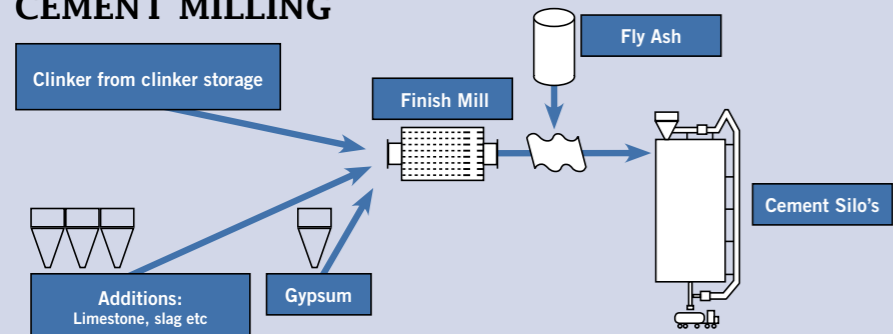 CEMENT MILLING
Fly Ash
Clinker from clinker storage
Finish Mill
Cement Silo's
Additions:
Limestone, slag etc
Gypsum